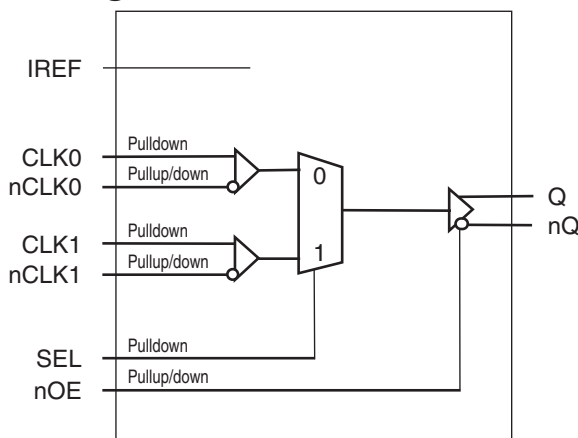 IREF
CLK0 Pulldown
nCLK0 Pullup/down
0
CLK1 Pulldown
nCLK1 Pullup/down
1
Q
nQ
SEL Pulldown
nOE Pullup/down